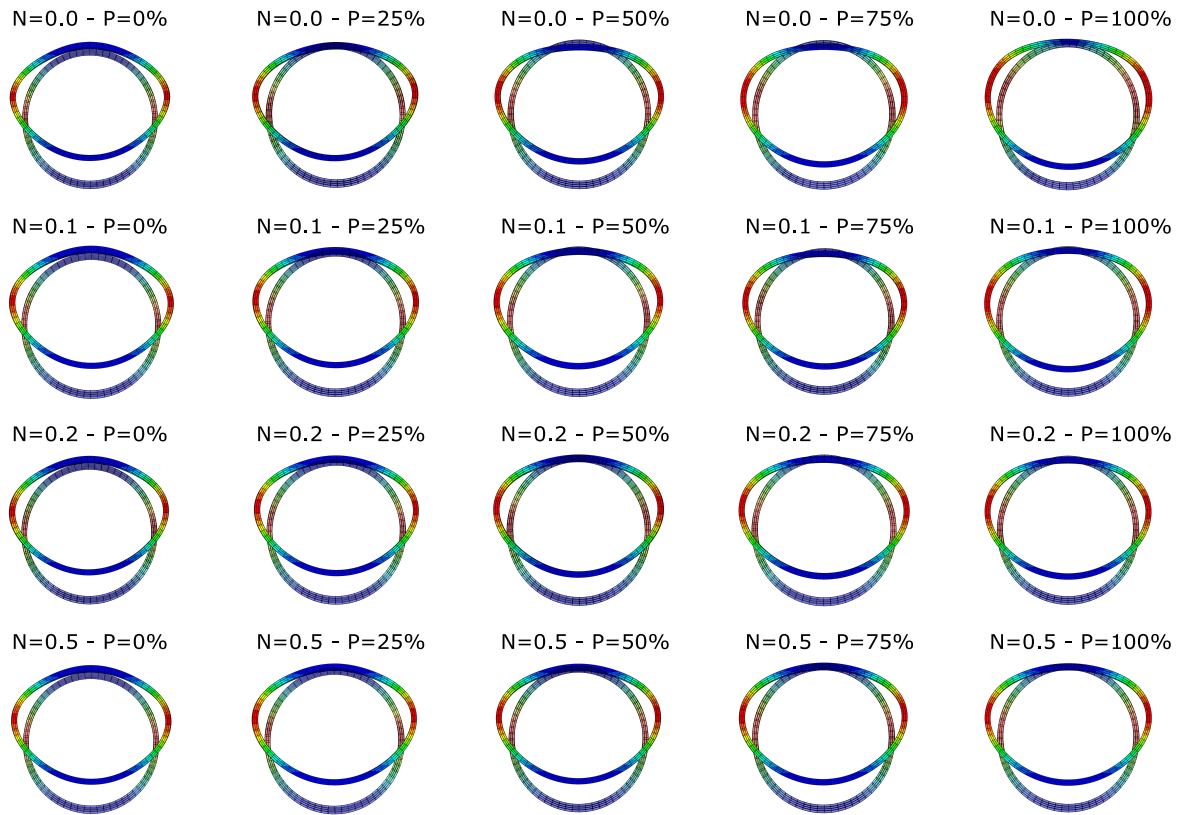 N=0.0 - P=0% N=0.0 - P=25% N=0.0 - P=50% N=0.0 - P=75% N=0.0 - P=100%
N=0.1 - P=0% N=0.1 - P=25% N=0.1 - P=50% N=0.1 - P=75% N=0.1 - P=100%
N=0.2 - P=0% N=0.2 - P=25% N=0.2 - P=50% N=0.2 - P=75% N=0.2 - P=100%
N=0.5 - P=0% N=0.5 - P=25% N=0.5 - P=50% N=0.5 - P=75% N=0.5 - P=100%